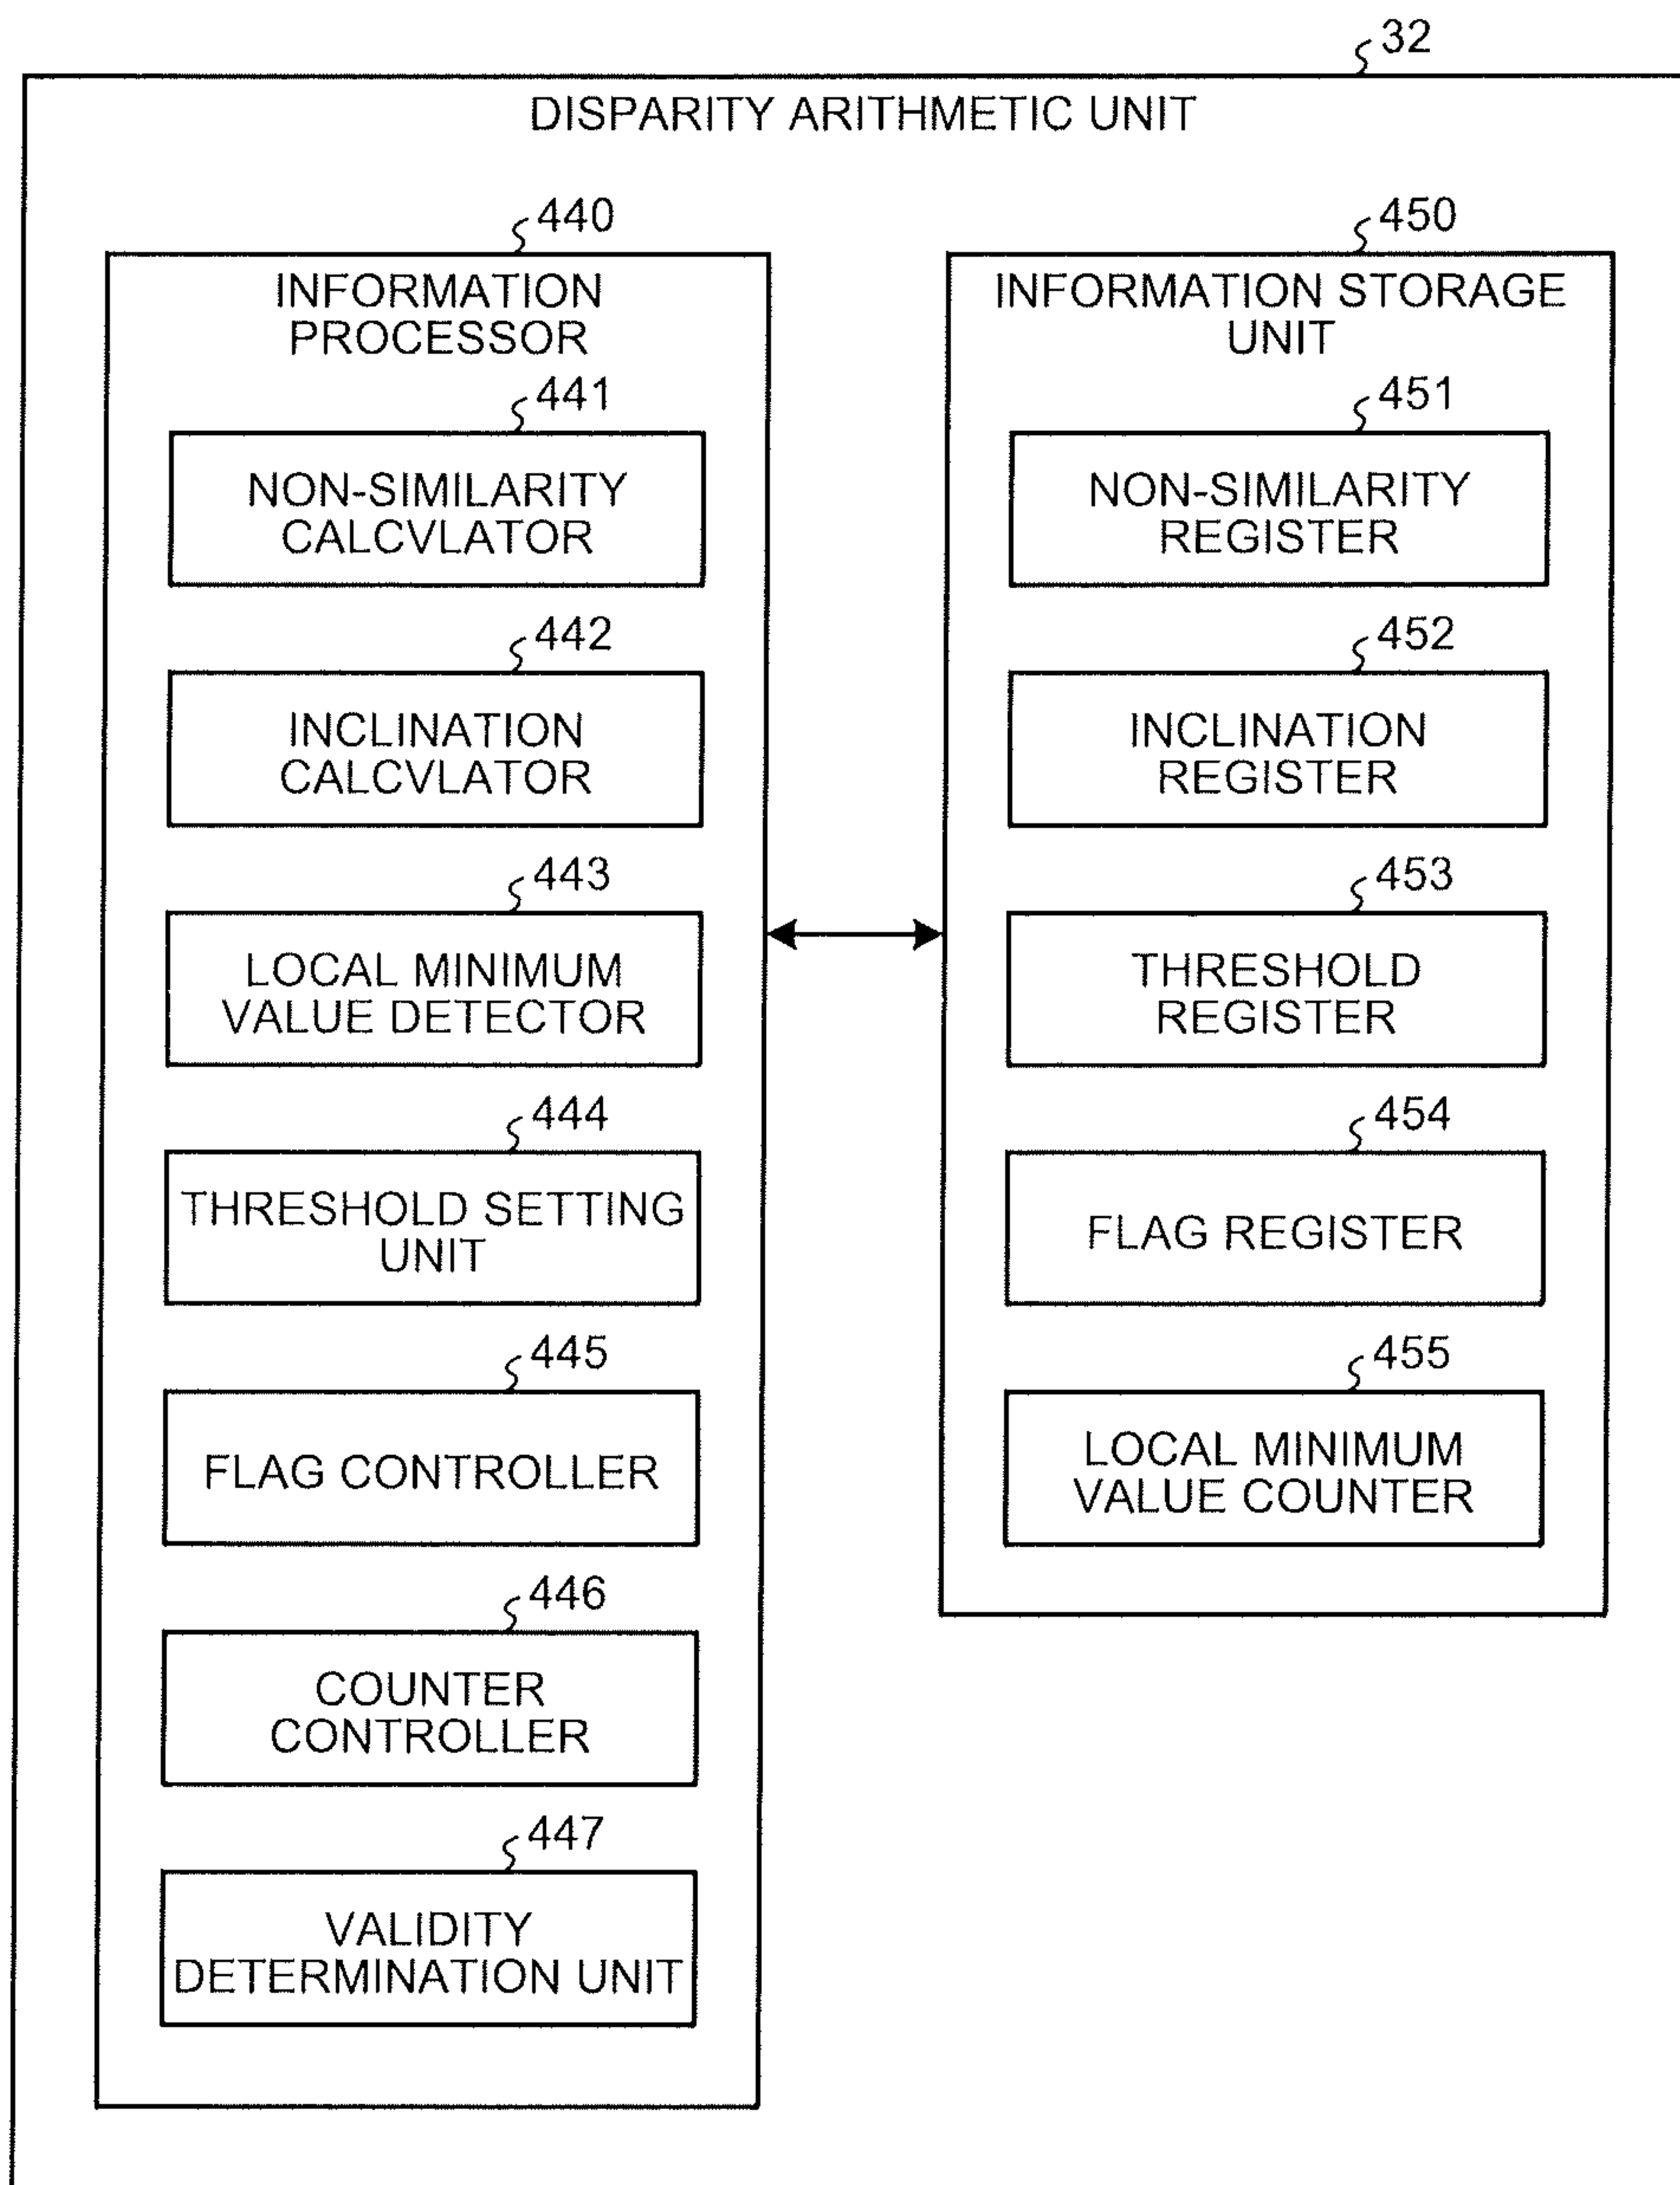 32
DISPARITY ARITHMETIC UNIT
440
INFORMATION
PROCESSOR
441
NON-SIMILARITY
CALCVLATOR
442
INCLINATION
CALCVLATOR
443
LOCAL MINIMUM
VALUE DETECTOR
444
THRESHOLD SETTING
UNIT
445
FLAG CONTROLLER
446
COUNTER
CONTROLLER
447
VALIDITY
DETERMINATION UNIT
450
INFORMATION STORAGE
UNIT
451
NON-SIMILARITY
REGISTER
452
INCLINATION
REGISTER
453
THRESHOLD
REGISTER
454
FLAG REGISTER
455
LOCAL MINIMUM
VALUE COUNTER